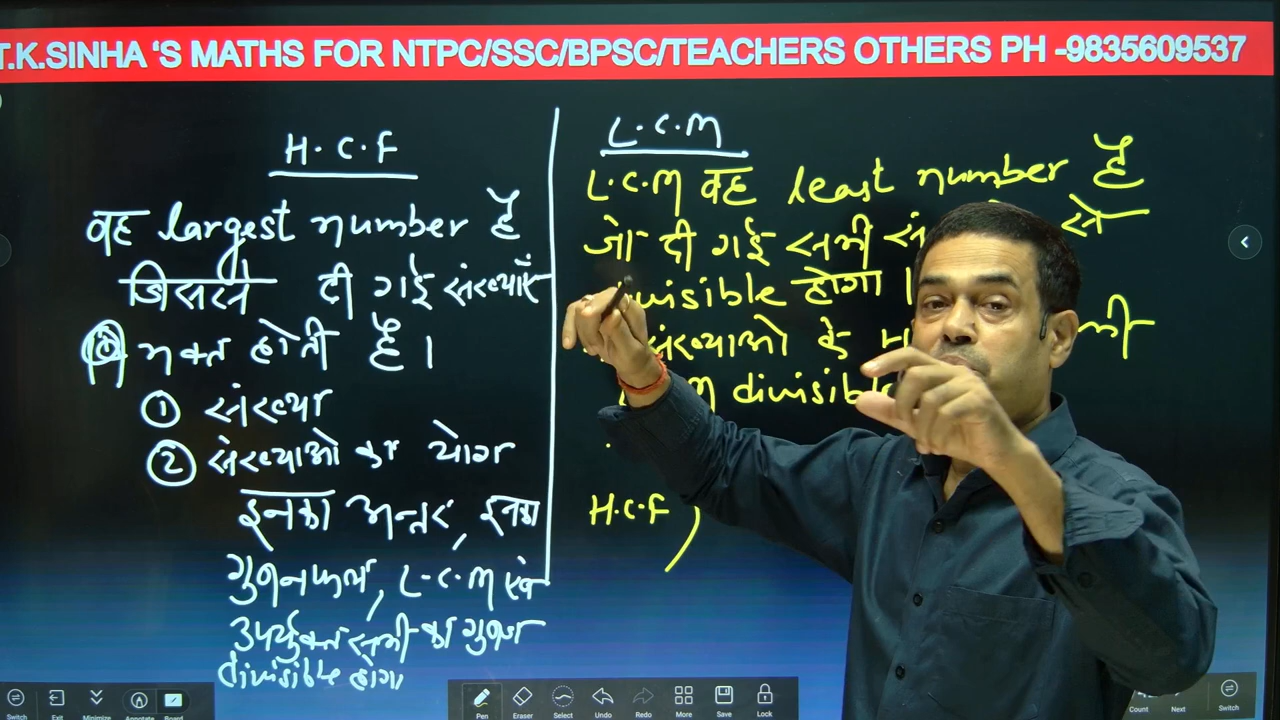 T.K.SINHA 'S MATHS FOR NTPC/SSC/BPSC/TEACHERS OTHERS PH -9835609537
H.C.F
वह largest number है
जिससे दी गई संख्याएँ
भक्त होती है ।
① संख्या
② संख्याओ का योग
इनका अन्तर, इनका
गुणनफल, L.C.M एवं
उपर्युक्त सभी का गुणज
divisible होगा
L.C.M
L.C.M वह least number है
जो दी गई सभी से
divisible होगा ।
संख्याओ के
M divisible
H.C.F ,
Switch Exit Minimize Annotate Board
Pen Eraser Select Undo Redo More Save Lock
Count Next Switch